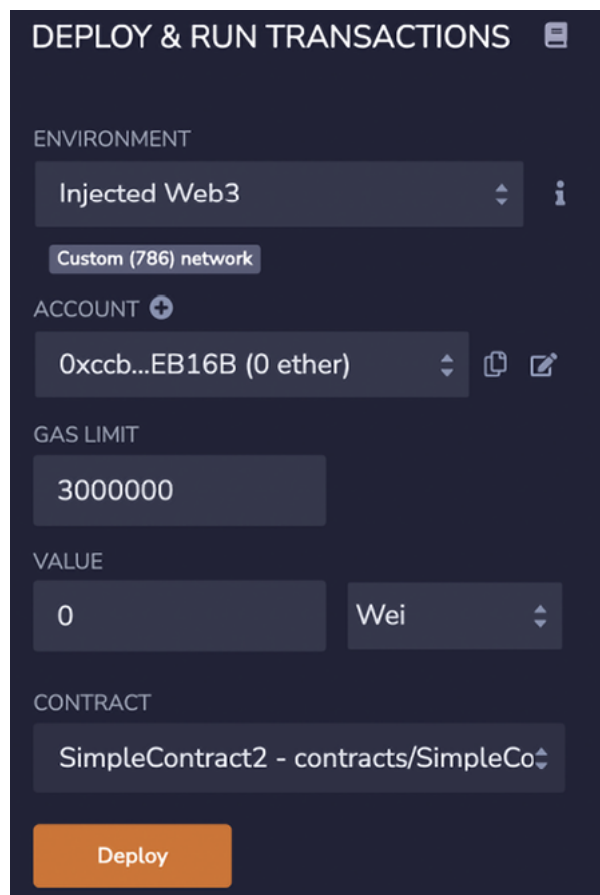 DEPLOY & RUN TRANSACTIONS
ENVIRONMENT
Injected Web3
Custom (786) network
ACCOUNT
0xccb...EB16B (0 ether)
GAS LIMIT
3000000
VALUE
0 Wei
CONTRACT
SimpleContract2 - contracts/SimpleCo
Deploy